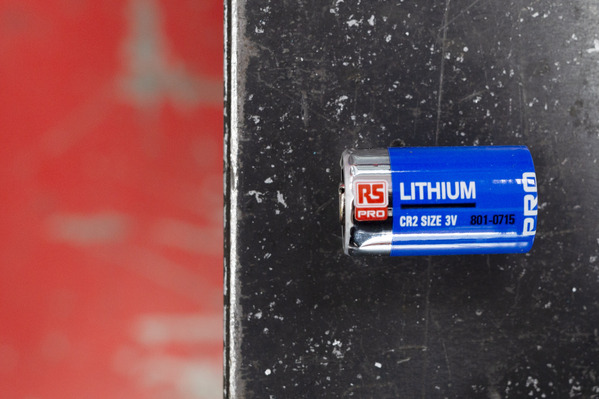 RS
PRO
LITHIUM
CR2 SIZE 3V 801-0715
PRO